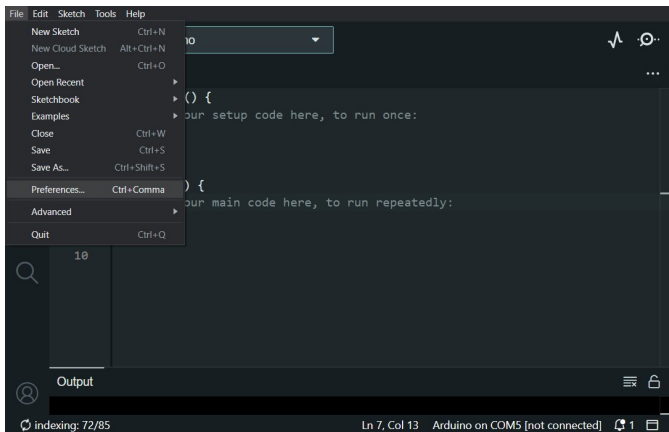 File Edit Sketch Tools Help
New Sketch Ctrl+N
New Cloud Sketch Alt+Ctrl+N
Open... Ctrl+O
Open Recent
Sketchbook
Examples
Close Ctrl+W
Save Ctrl+S
Save As... Ctrl+Shift+S
Preferences... Ctrl+Comma
Advanced
Quit Ctrl+Q
no
() {
our setup code here, to run once:
) {
our main code here, to run repeatedly:
10
Output
indexing: 72/85 Ln 7, Col 13 Arduino on COM5 [not connected] 1